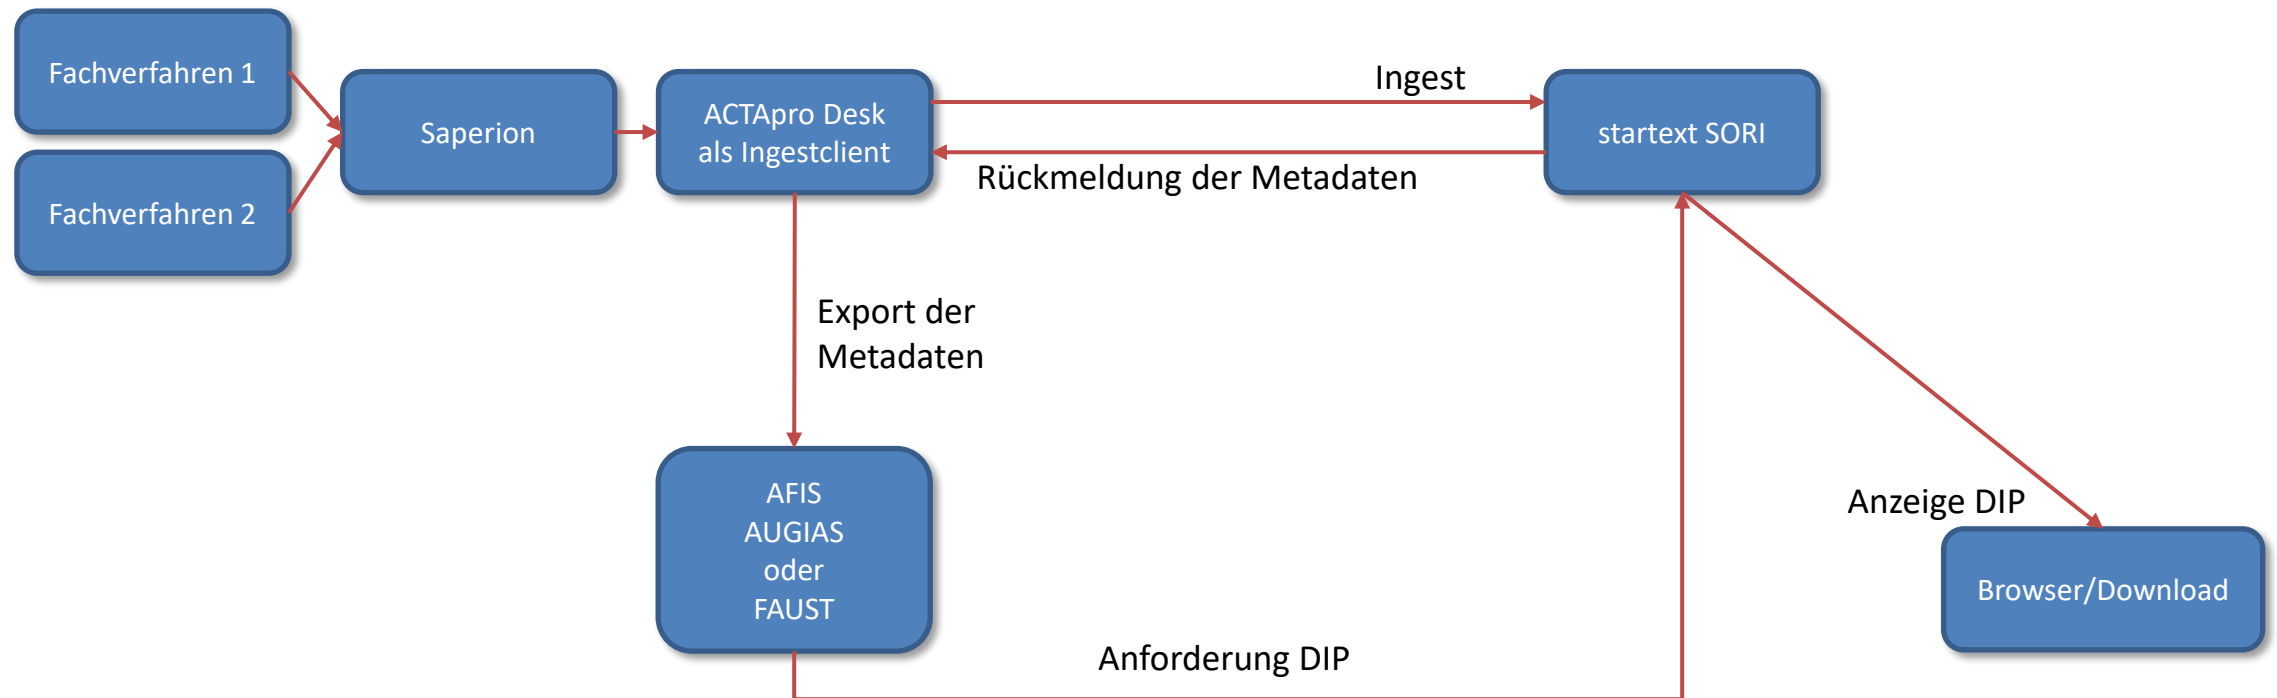 Fachverfahren 1
Fachverfahren 2
Saperion
ACTApro Desk
als Ingestclient
Ingest
Rückmeldung der Metadaten
startext SORI
Export der
Metadaten
AFIS
AUGIAS
oder
FAUST
Anforderung DIP
Anzeige DIP
Browser/Download